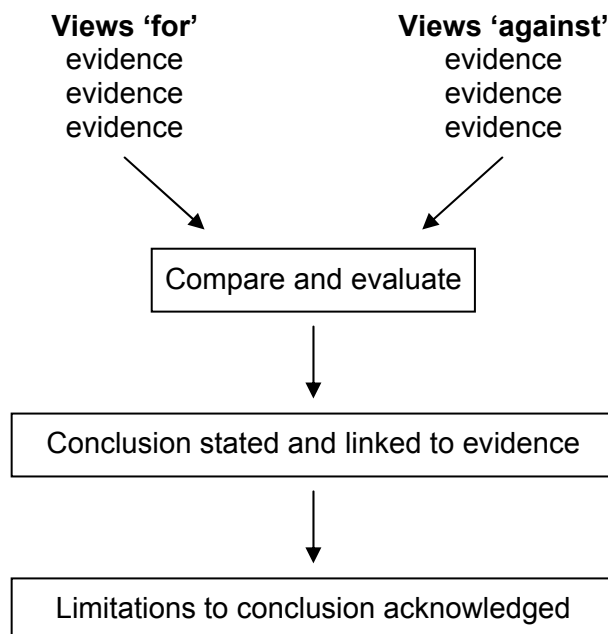 Views ‘for’
evidence
evidence
evidence
Views ‘against’
evidence
evidence
evidence
Compare and evaluate
Conclusion stated and linked to evidence
Limitations to conclusion acknowledged